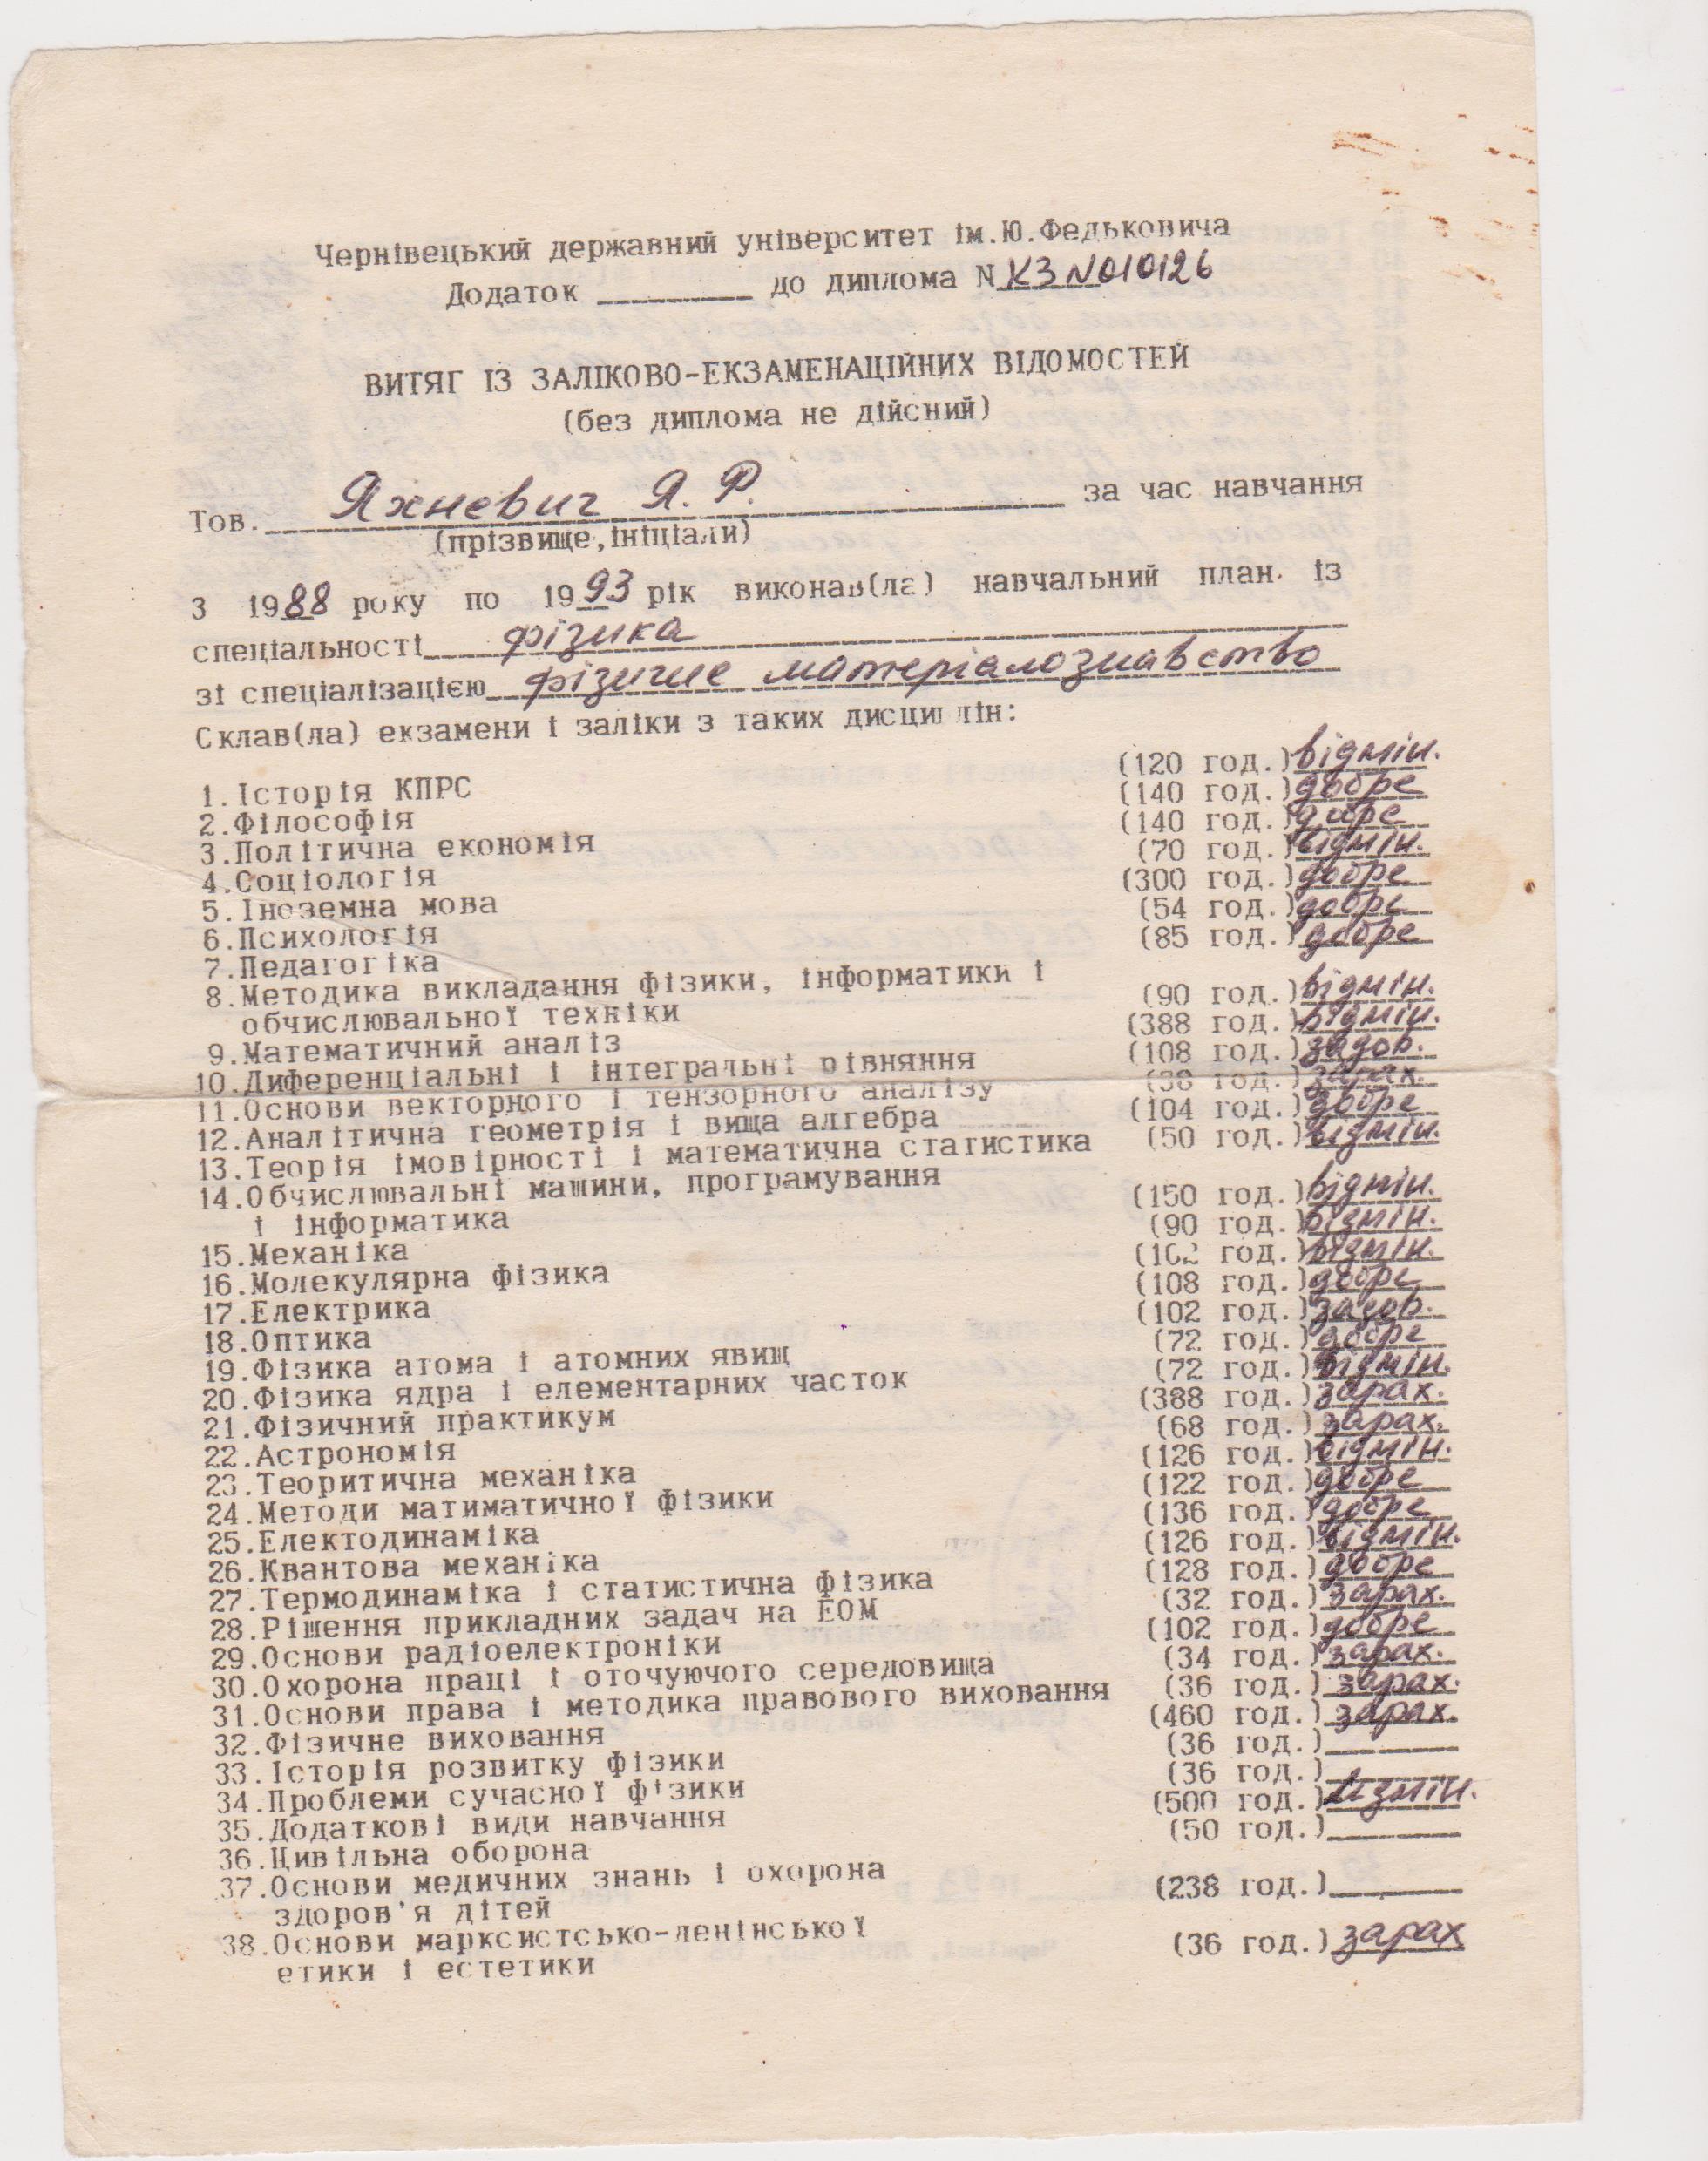 Чернівецький державний університет ім.Ю.Федьковича
Додаток _________ до диплома N КЗ N 010126
ВИТЯГ ІЗ ЗАЛІКОВО-ЕКЗАМЕНАЦІЙНИХ ВІДОМОСТЕЙ
(без диплома не дійсний)
Тов. Яхневич Я. Р. за час навчання
(прізвище,ініціали)
З 1988 року по 1993 рік виконав(ла) навчальний план із
спеціальності фізика
зі спеціалізацією фізичне матеріалознавство
Склав(ла) екзамени і заліки з таких дисциплін:
1.Історія КПРС (120 год.) відмін.
2.Філософія (140 год.) добре
3.Політична економія (140 год.) добре
4.Соціологія (70 год.) відмін.
5.Іноземна мова (300 год.) добре
6.Психологія (54 год.) добре
7.Педагогіка (85 год.) добре
8.Методика викладання фізики, інформатики і
обчислювальної техніки (90 год.) відмін.
9.Математичний аналіз (388 год.) відмін.
10.Диференціальні і інтегральні рівняння (108 год.) задов.
11.Основи векторного і тензорного аналізу (38 год.) зарах.
12.Аналітична геометрія і вища алгебра (104 год.) добре
13.Теорія імовірності і математична статистика (50 год.) відмін.
14.Обчислювальні машини, програмування
і інформатика (150 год.) відмін.
15.Механіка (90 год.) відмін.
16.Молекулярна фізика (102 год.) відмін.
17.Електрика (108 год.) добре
18.Оптика (102 год.) задов.
19.Фізика атома і атомних явищ (72 год.) добре
20.Фізика ядра і елементарних часток (72 год.) відмін.
21.Фізичний практикум (388 год.) зарах.
22.Астрономія (68 год.) зарах.
23.Теоритична механіка (126 год.) відмін.
24.Методи матиматичної фізики (122 год.) добре
25.Електодинаміка (136 год.) добре
26.Квантова механіка (126 год.) відмін.
27.Термодинаміка і статистична фізика (128 год.) добре
28.Рішення прикладних задач на ЕОМ (32 год.) зарах.
29.Основи радіоелектроніки (102 год.) добре
30.Охорона праці і оточуючого середовища (34 год.) зарах.
31.Основи права і методика правового виховання (36 год.) зарах.
32.Фізичне виховання (460 год.) зарах.
33.Історія розвитку фізики (36 год.)________
34.Проблеми сучасної фізики (36 год.)________
35.Додаткові види навчання (500 год.) відмін.
36.Цивільна оборона (50 год.)________
37.Основи медичних знань і охорона
здоров'я дітей (238 год.)________
38.Основи марксистсько-ленінської
етики і естетики (36 год.) зарах